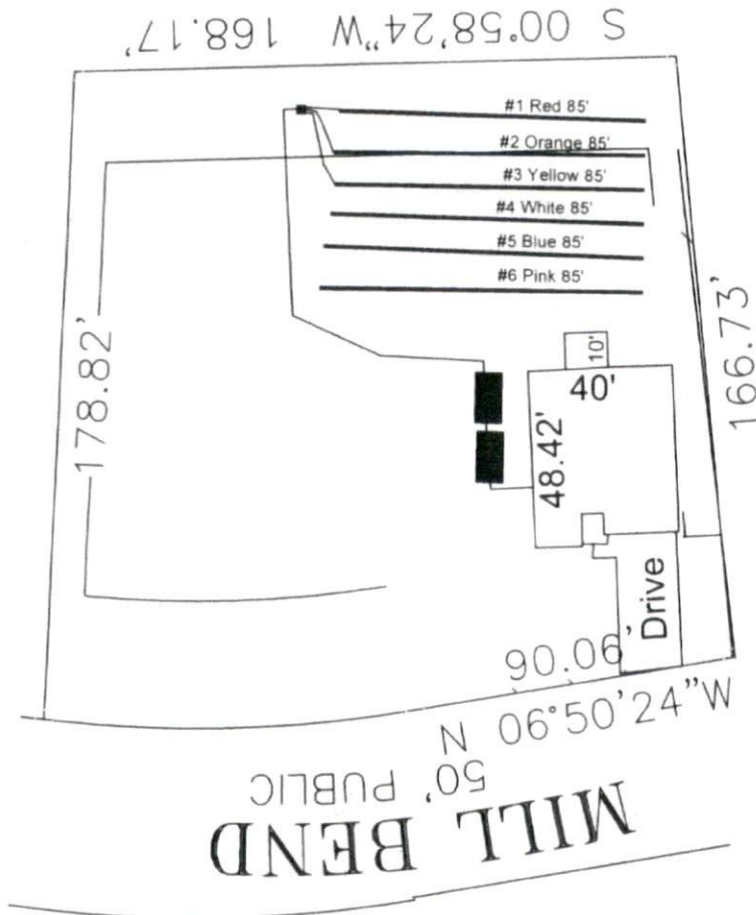 S 00°58'24"W 168.17'
#1 Red 85'
#2 Orange 85'
#3 Yellow 85'
#4 White 85'
#5 Blue 85'
#6 Pink 85'
178.82'
166.73'
10'
40'
48.42'
Drive
90.06'
N 06°50'24"W
50' PUBLIC
MILL BEND